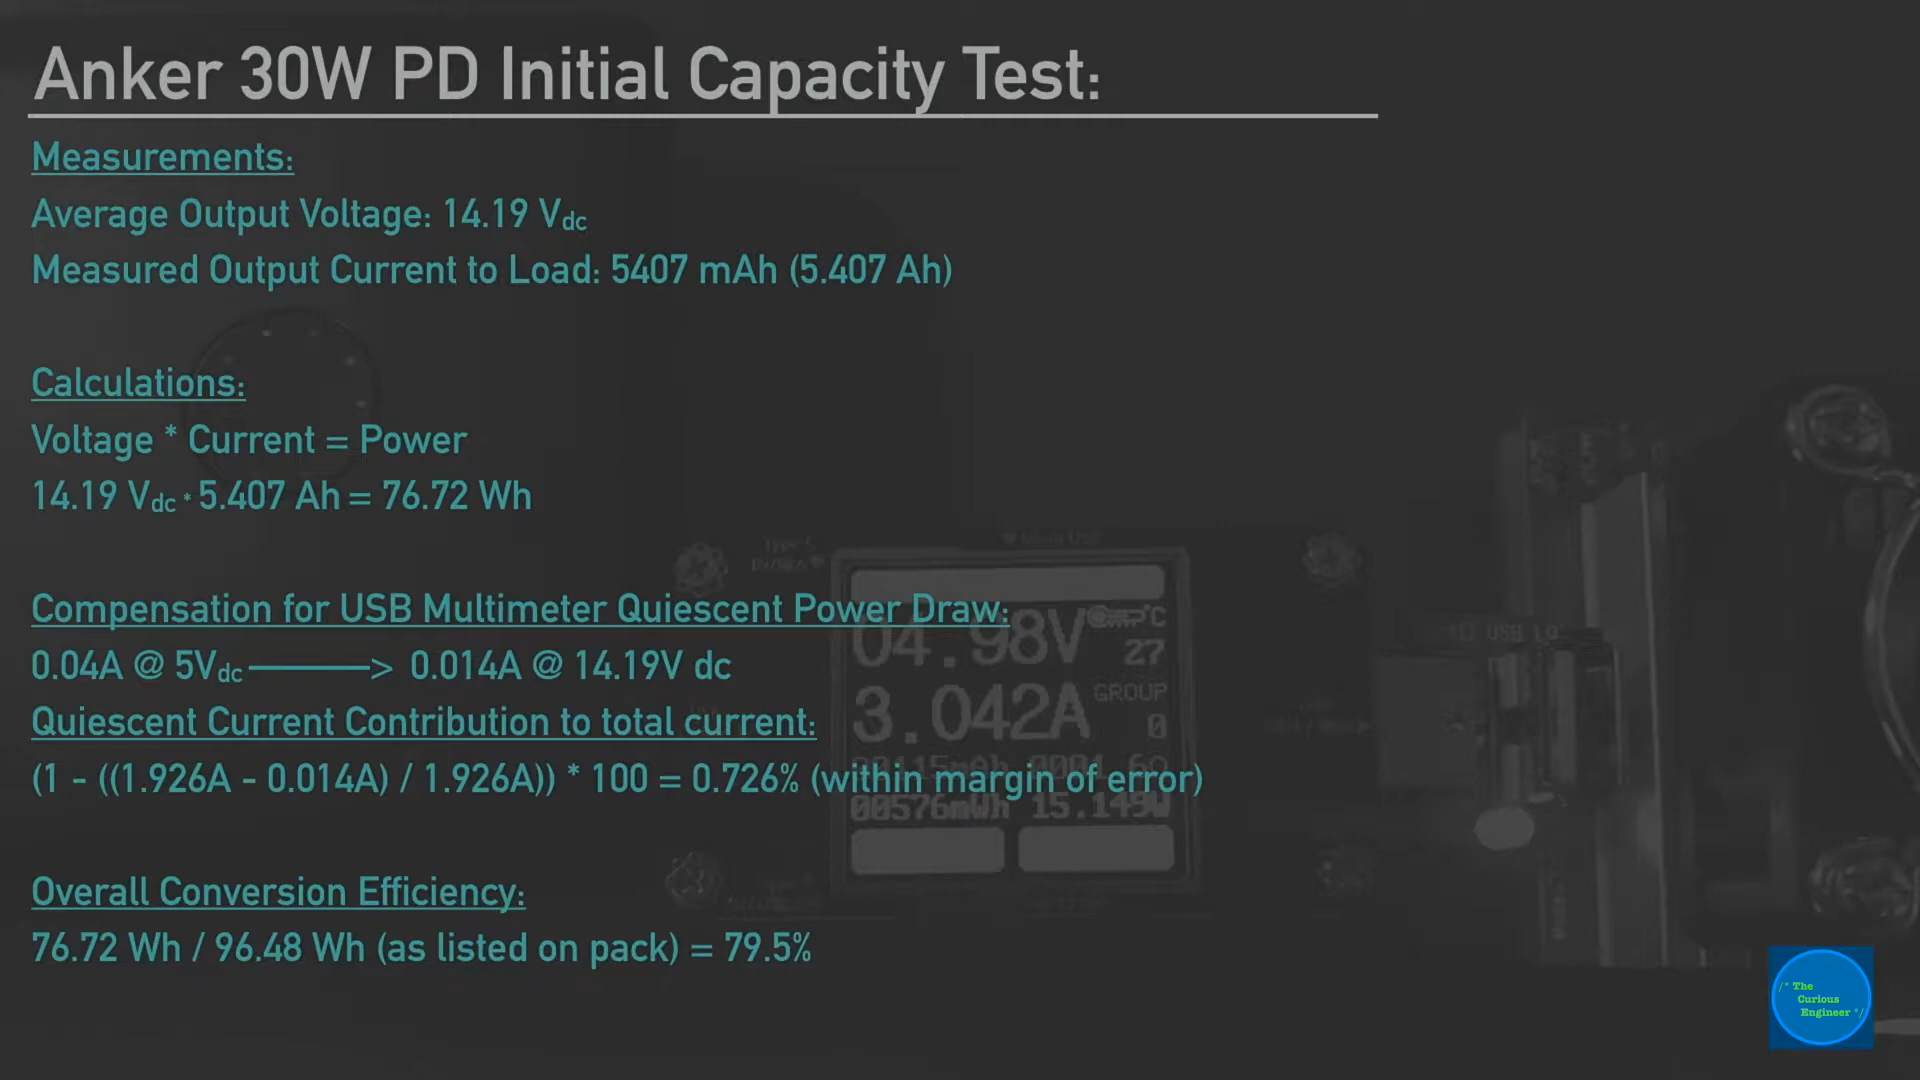 Anker 30W PD Initial Capacity Test:
Measurements:
Average Output Voltage: 14.19 Vdc
Measured Output Current to Load: 5407 mAh (5.407 Ah)
Calculations:
Voltage * Current = Power
14.19 Vdc * 5.407 Ah = 76.72 Wh
Compensation for USB Multimeter Quiescent Power Draw:
0.04A @ 5Vdc ————> 0.014A @ 14.19V dc
Quiescent Current Contribution to total current:
(1 - ((1.926A - 0.014A) / 1.926A)) * 100 = 0.726% (within margin of error)
Overall Conversion Efficiency:
76.72 Wh / 96.48 Wh (as listed on pack) = 79.5%
04.98V °C
27
3.042A GROUP
0
00576mWh 15.149W
/* The
Curious
Engineer */